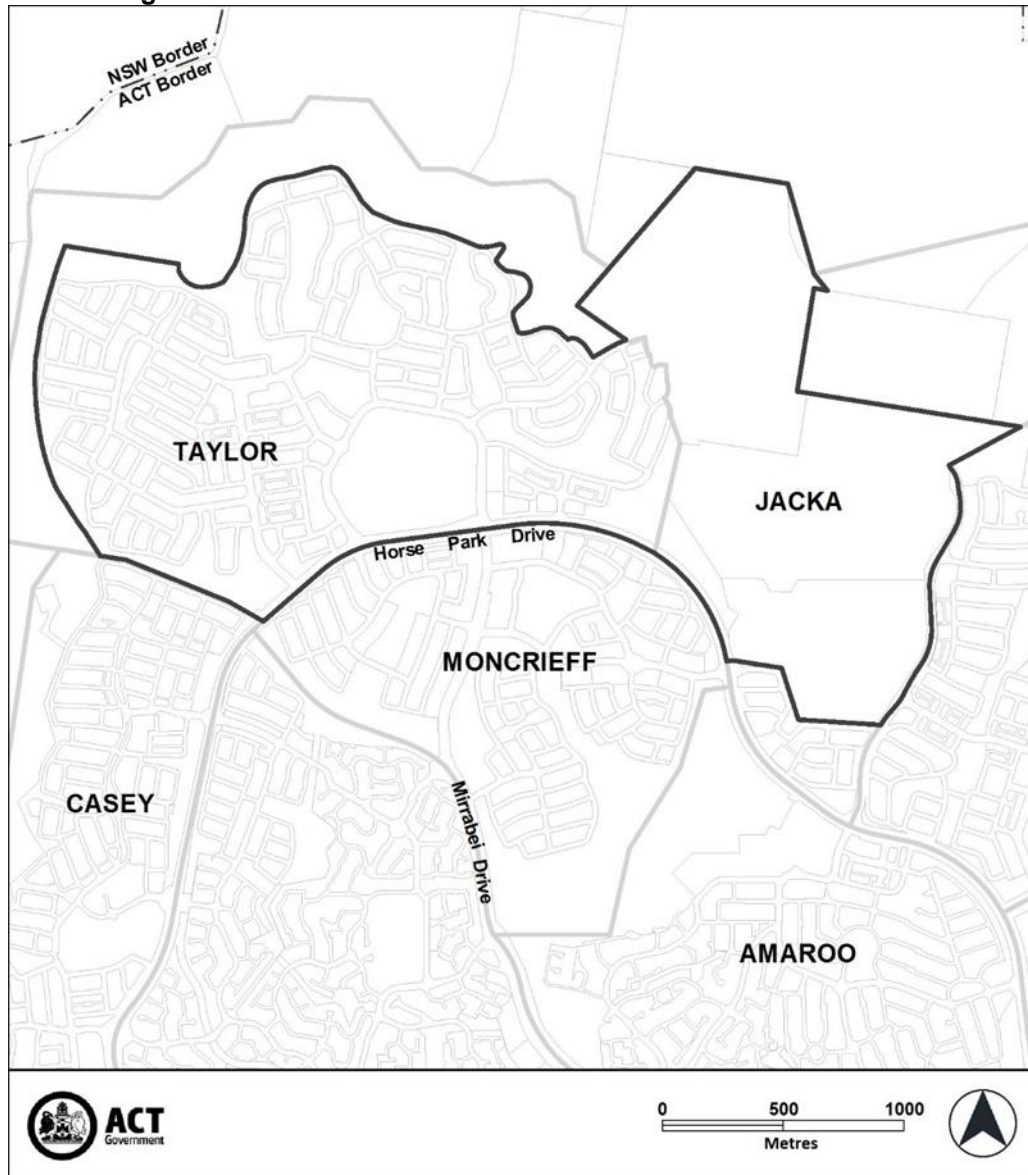 g
NSW Border
ACT Border
TAYLOR
JACKA
Horse Park Drive
MONCRIEFF
CASEY
Mirrabei Drive
AMAROO
ACT
Government
0 500 1000
Metres